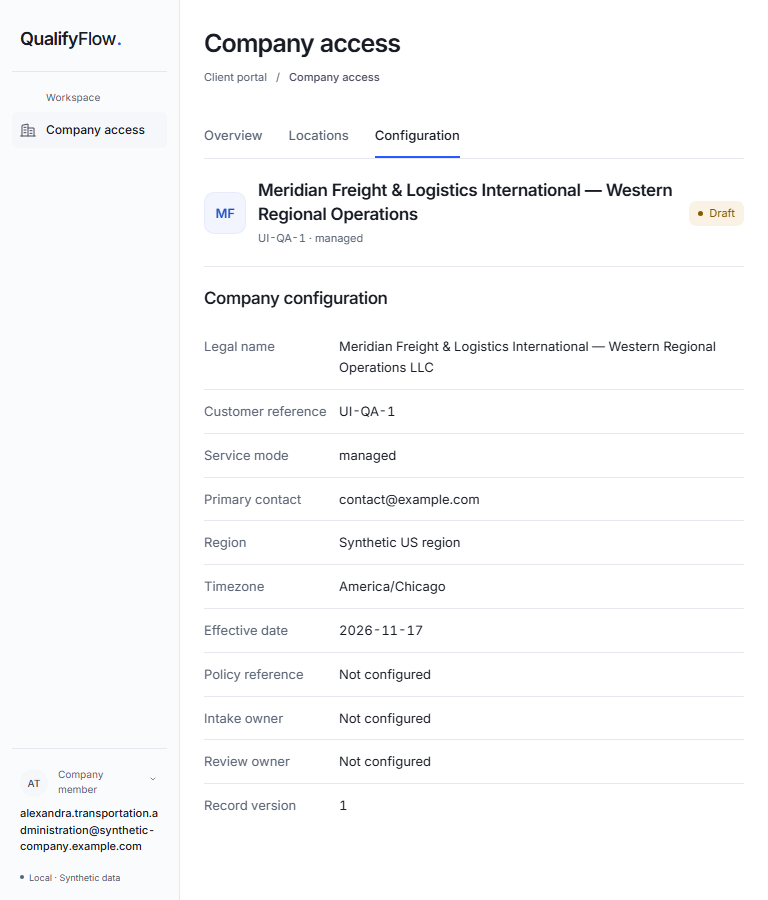 QualifyFlow.
Workspace
Company access
Company access
Client portal / Company access
Overview Locations Configuration
MF
Meridian Freight & Logistics International — Western
Regional Operations
UI-QA-1 · managed
Draft
Company configuration
Legal name Meridian Freight & Logistics International — Western Regional
Operations LLC
Customer reference UI-QA-1
Service mode managed
Primary contact contact@example.com
Region Synthetic US region
Timezone America/Chicago
Effective date 2026-11-17
Policy reference Not configured
Intake owner Not configured
Review owner Not configured
Record version 1
AT
Company
member
alexandra.transportation.a
dministration@synthetic-
company.example.com
Local · Synthetic data